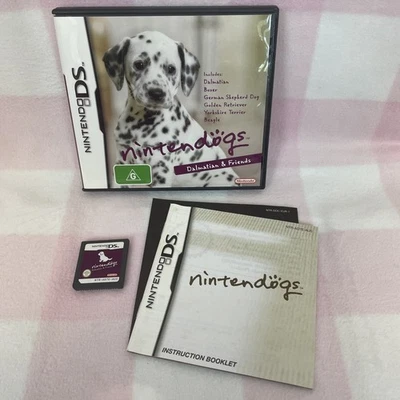 NINTENDO DS
Includes:
Dalmatian
Boxer
German Shepherd Dog
Golden Retriever
Yorkshire Terrier
Beagle
nintendogs
Dalmatian & Friends
G
Nintendo
NINTENDO DS
nintendogs
NINTENDO DS
nintendögs
INSTRUCTION BOOKLET